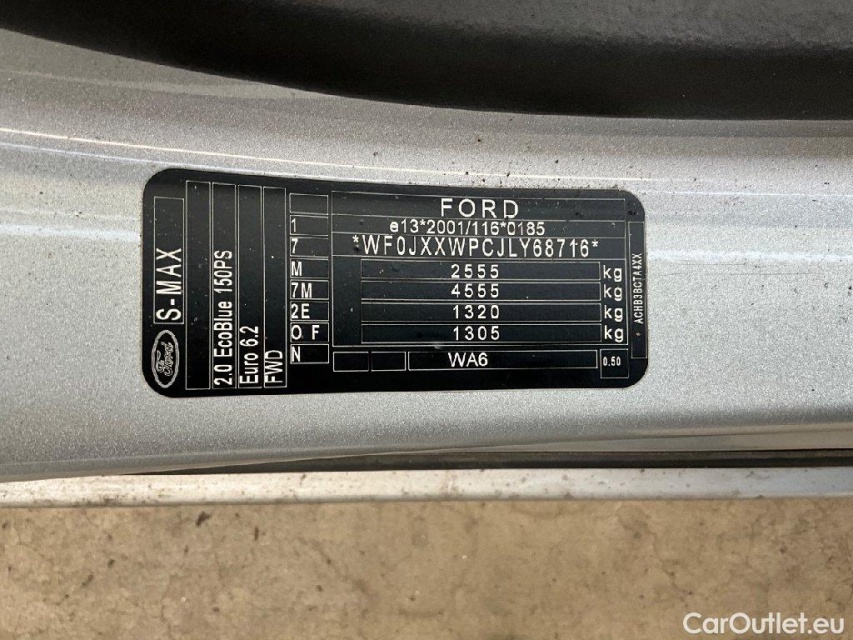 FORD
e13*2001/116*0185
*WF0JXXWPCJLY68716*
2555 kg
4555 kg
1320 kg
1305 kg
WA6 0.50
1
7
M
7M
2E
O F
N
Ford
S-MAX
2.0 EcoBlue 150PS
Euro 6.2
FWD
ACHB3BC7A4XX
CarOutlet.eu